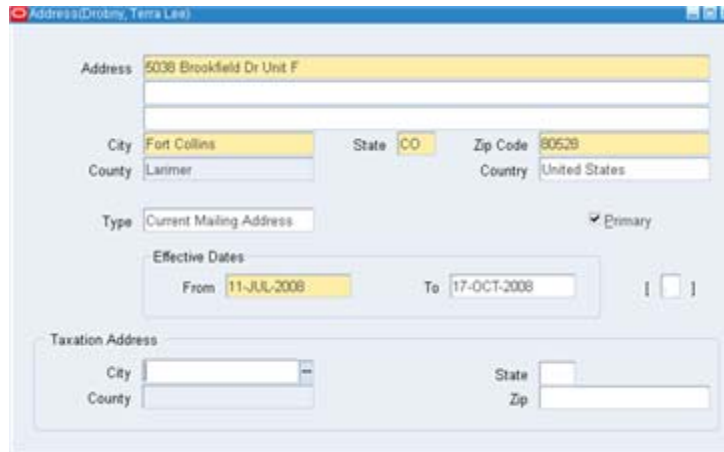 Address(Drobny, Terra Lee)
Address 5038 Brookfield Dr Unit F
City Fort Collins State CO Zip Code 80528
County Larimer Country United States
Type Current Mailing Address Primary
Effective Dates
From 11-JUL-2008 To 17-OCT-2008 [ ]
Taxation Address
City State
County Zip